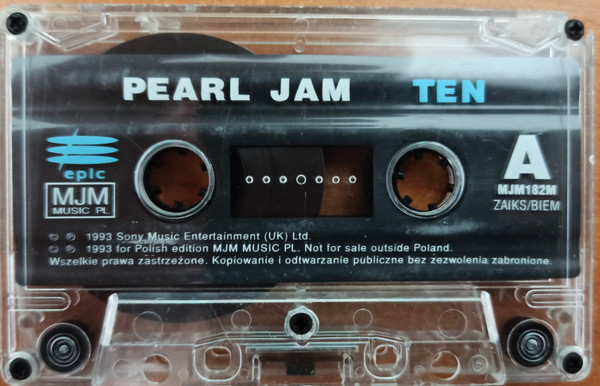 PEARL JAM TEN
epic
A
MJM
MUSIC PL
MJM182M
ZAIKS/BIEM
© ℗ 1993 Sony Music Entertainment (UK) Ltd.
© ℗ 1993 for Polish edition MJM MUSIC PL. Not for sale outside Poland.
Wszelkie prawa zastrzeżone. Kopiowanie i odtwarzanie publiczne bez zezwolenia zabronione.